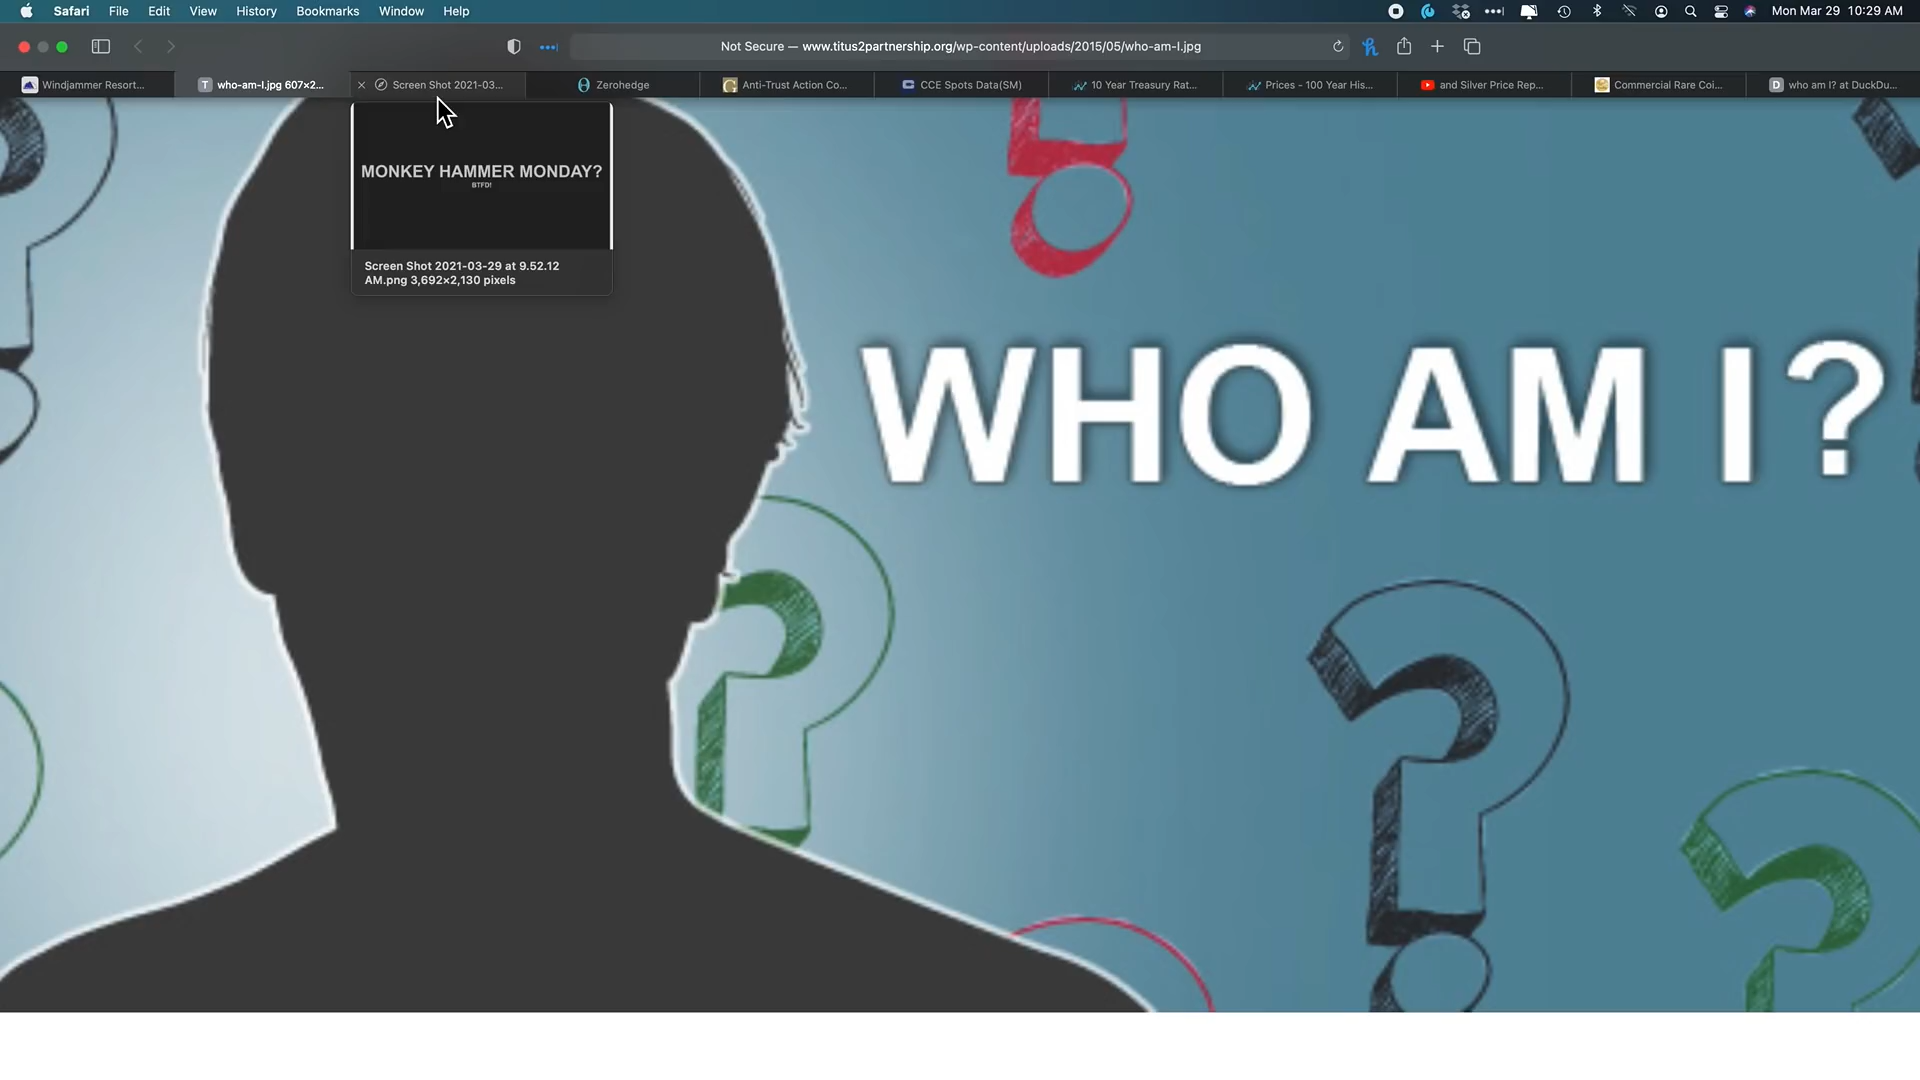 Safari File Edit View History Bookmarks Window Help Mon Mar 29 10:29 AM
Not Secure — www.titus2partnership.org/wp-content/uploads/2015/05/who-am-I.jpg
Windjammer Resort... who-am-I.jpg 607×2... Screen Shot 2021-03... Zerohedge Anti-Trust Action Co... CCE Spots Data(SM) 10 Year Treasury Rat... Prices - 100 Year His... and Silver Price Rep... Commercial Rare Coi... who am I? at DuckDu...
MONKEY HAMMER MONDAY?
BTFD!
Screen Shot 2021-03-29 at 9.52.12
AM.png 3,692×2,130 pixels
WHO AM I?